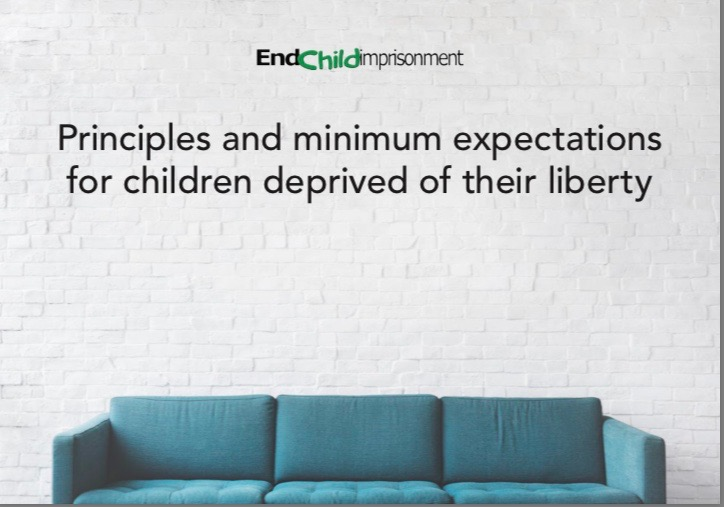 EndChildimprisonment
Principles and minimum expectations
for children deprived of their liberty